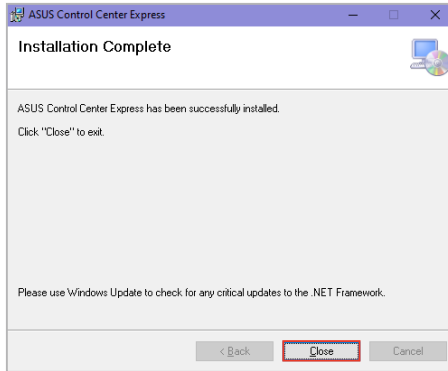 ASUS Control Center Express
Installation Complete
ASUS Control Center Express has been successfully installed.
Click "Close" to exit.
Please use Windows Update to check for any critical updates to the .NET Framework.
< Back Close Cancel